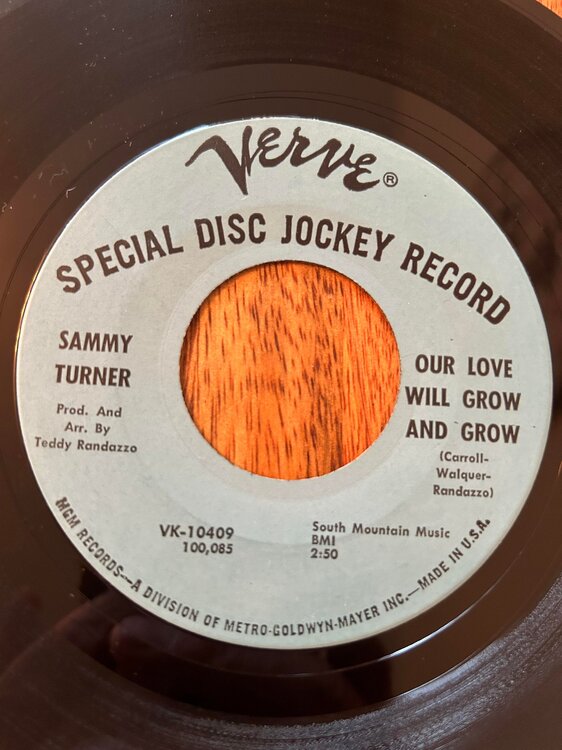 Verve®
SPECIAL DISC JOCKEY RECORD
SAMMY
TURNER
Prod. And
Arr. By
Teddy Randazzo
OUR LOVE
WILL GROW
AND GROW
(Carroll-
Walquer-
Randazzo)
VK-10409
100,085
South Mountain Music
BMI
2:50
MGM RECORDS—A DIVISION OF METRO-GOLDWYN-MAYER INC.—MADE IN U.S.A.